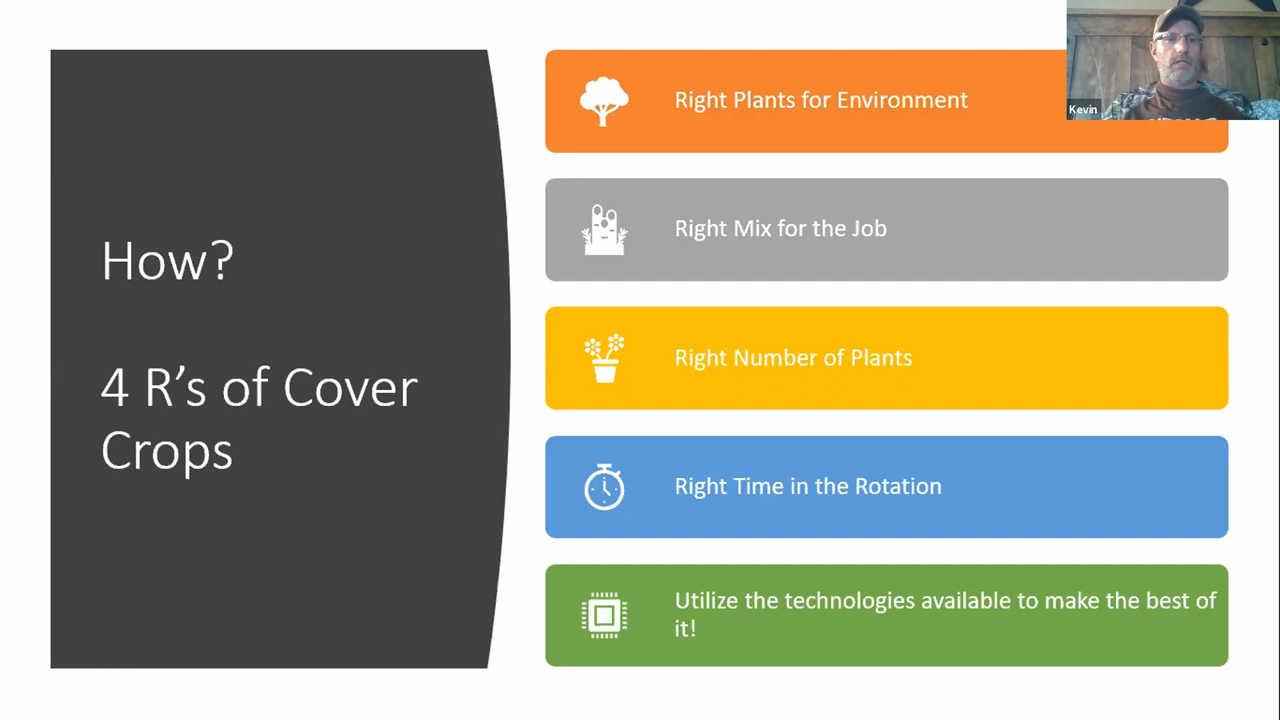 How?
4 R's of Cover
Crops
Right Plants for Environment
Right Mix for the Job
Right Number of Plants
Right Time in the Rotation
Utilize the technologies available to make the best of
it!
Kevin